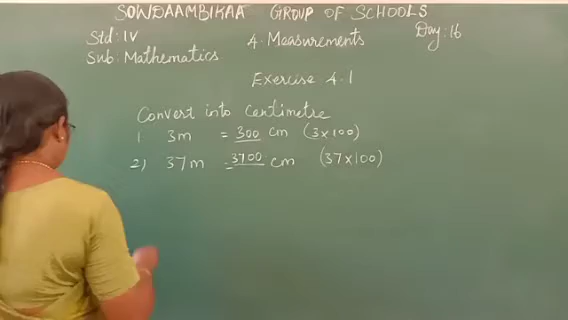 SOWDAAMBIKAA GROUP OF SCHOOLS
Std: IV 4. Measurements Day: 16
Sub: Mathematics
Exercise 4.1
Convert into Centimetre
1. 3m = 300 cm (3x100)
2) 37m = 3700 cm (37x100)